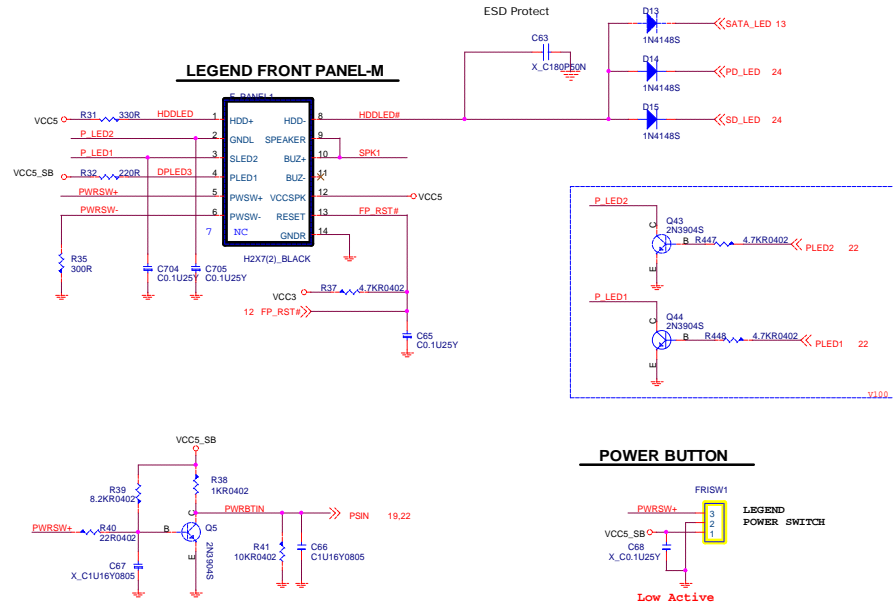 ESD Protect
D13
SATA_LED 13
1N4148S
C63
X_C180P50N
D14
PD_LED 24
1N4148S
D15
SD_LED 24
1N4148S
LEGEND FRONT PANEL-M
F_PANEL1
VCC5 R31 330R HDDLED 1 HDD+ HDD- 8 HDDLED#
P_LED2 2 GNDL SPEAKER 9
P_LED1 3 SLED2 BUZ+ 10 SPK1
VCC5_SB R32 220R DPLED3 4 PLED1 BUZ- 11
PWRSW+ 5 PWSW+ VCCSPK 12 VCC5
PWRSW- 6 PWSW- RESET 13 FP_RST#
7 NC GNDR 14
H2X7(2)_BLACK
R35
300R
C704
C0.1U25Y
C705
C0.1U25Y
VCC3 R37 4.7KR0402
12 FP_RST#
C65
C0.1U25Y
P_LED2
Q43
2N3904S
C
B
E
R447 4.7KR0402
PLED2 22
P_LED1
Q44
2N3904S
C
B
E
R448 4.7KR0402
PLED1 22
V100
VCC5_SB
R39
8.2KR0402
R38
1KR0402
PWRSW+
R40
22R0402
C
B
E
Q5
2N3904S
PWRBTIN
PSIN 19,22
C67
X_C1U16Y0805
R41
10KR0402
C66
C1U16Y0805
POWER BUTTON
FRISW1
PWRSW+
3
2
1
LEGEND
POWER SWITCH
VCC5_SB
C68
X_C0.1U25Y
Low Active